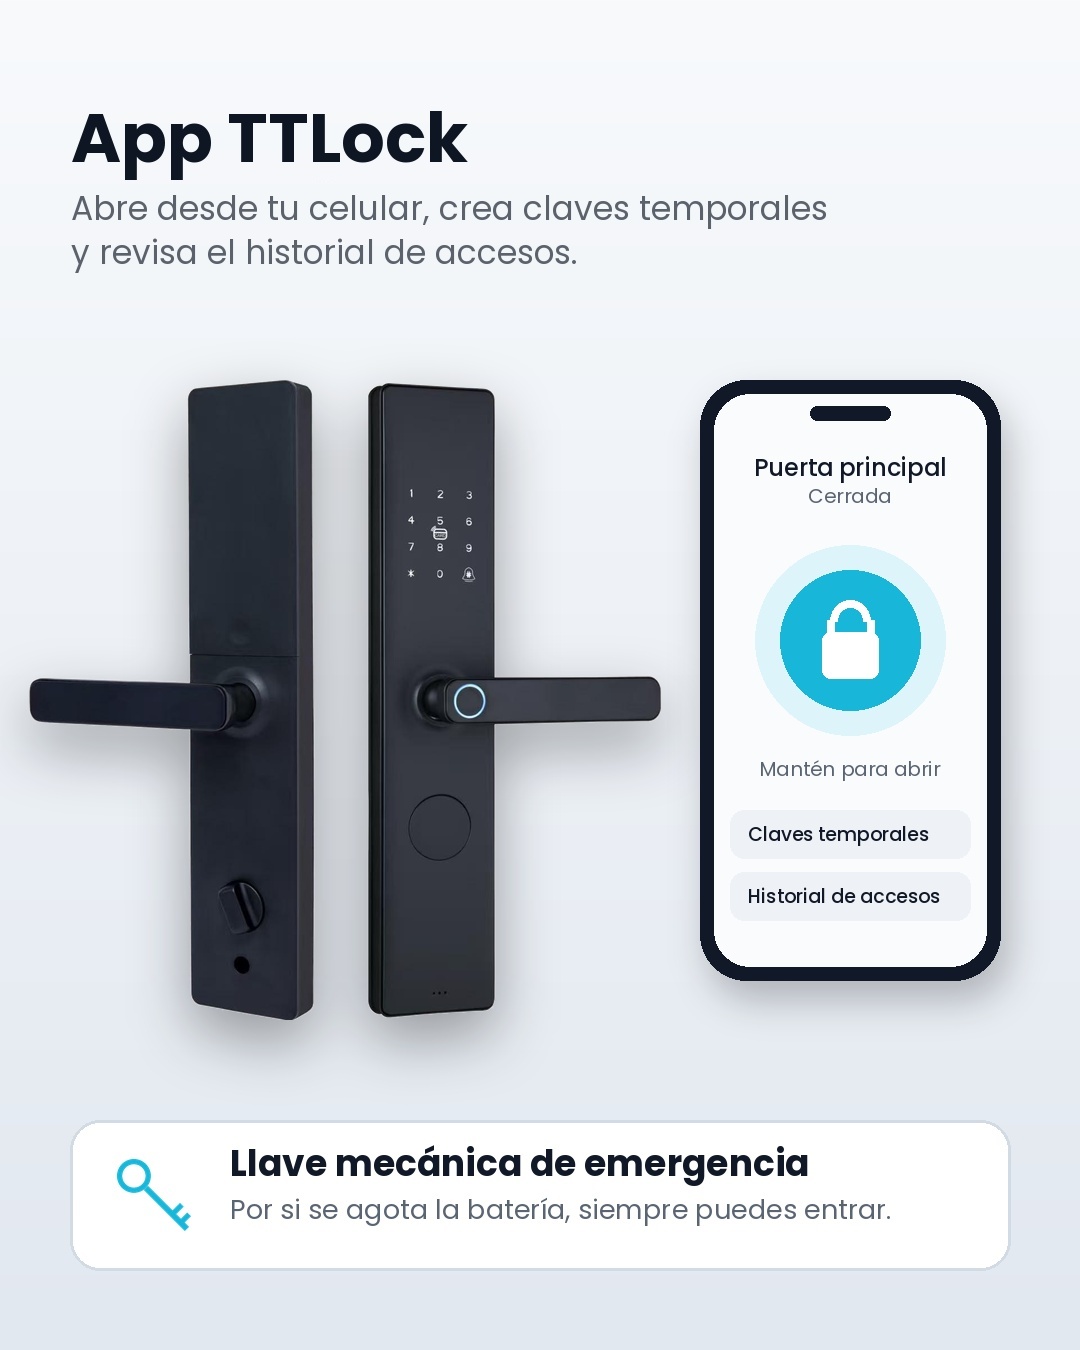 App TTLock
Abre desde tu celular, crea claves temporales
y revisa el historial de accesos.
1 2 3
4 5 6
7 8 9
* 0
Puerta principal
Cerrada
Mantén para abrir
Claves temporales
Historial de accesos
Llave mecánica de emergencia
Por si se agota la batería, siempre puedes entrar.